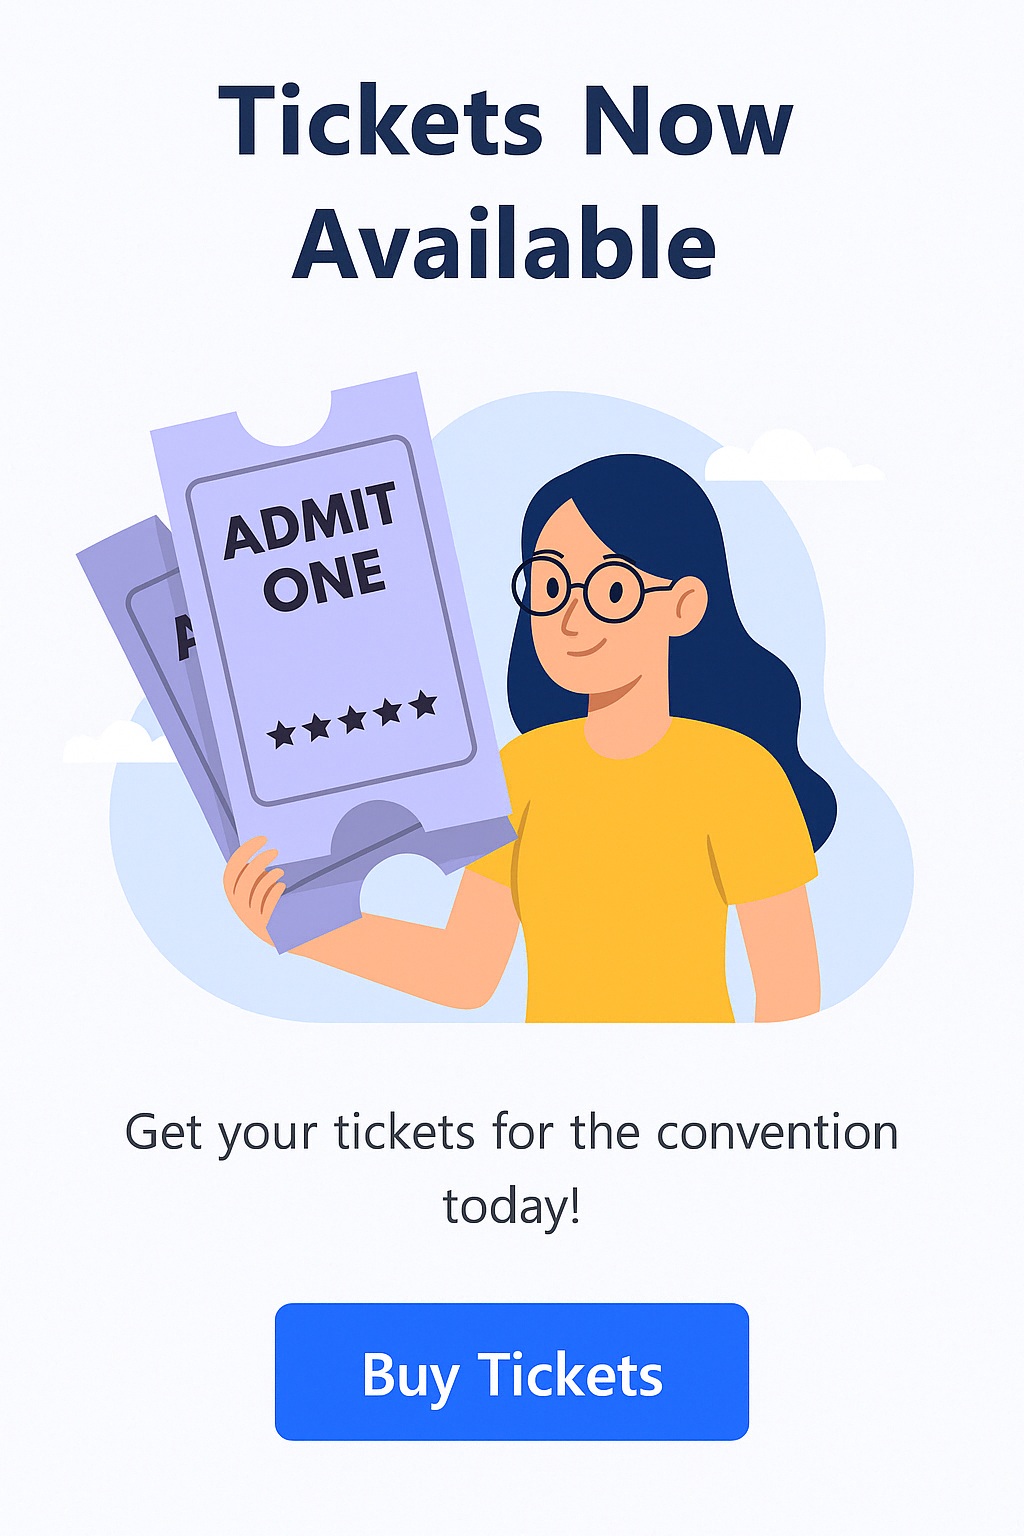 Tickets Now
Available
ADMIT
ONE
A
Get your tickets for the convention
today!
Buy Tickets